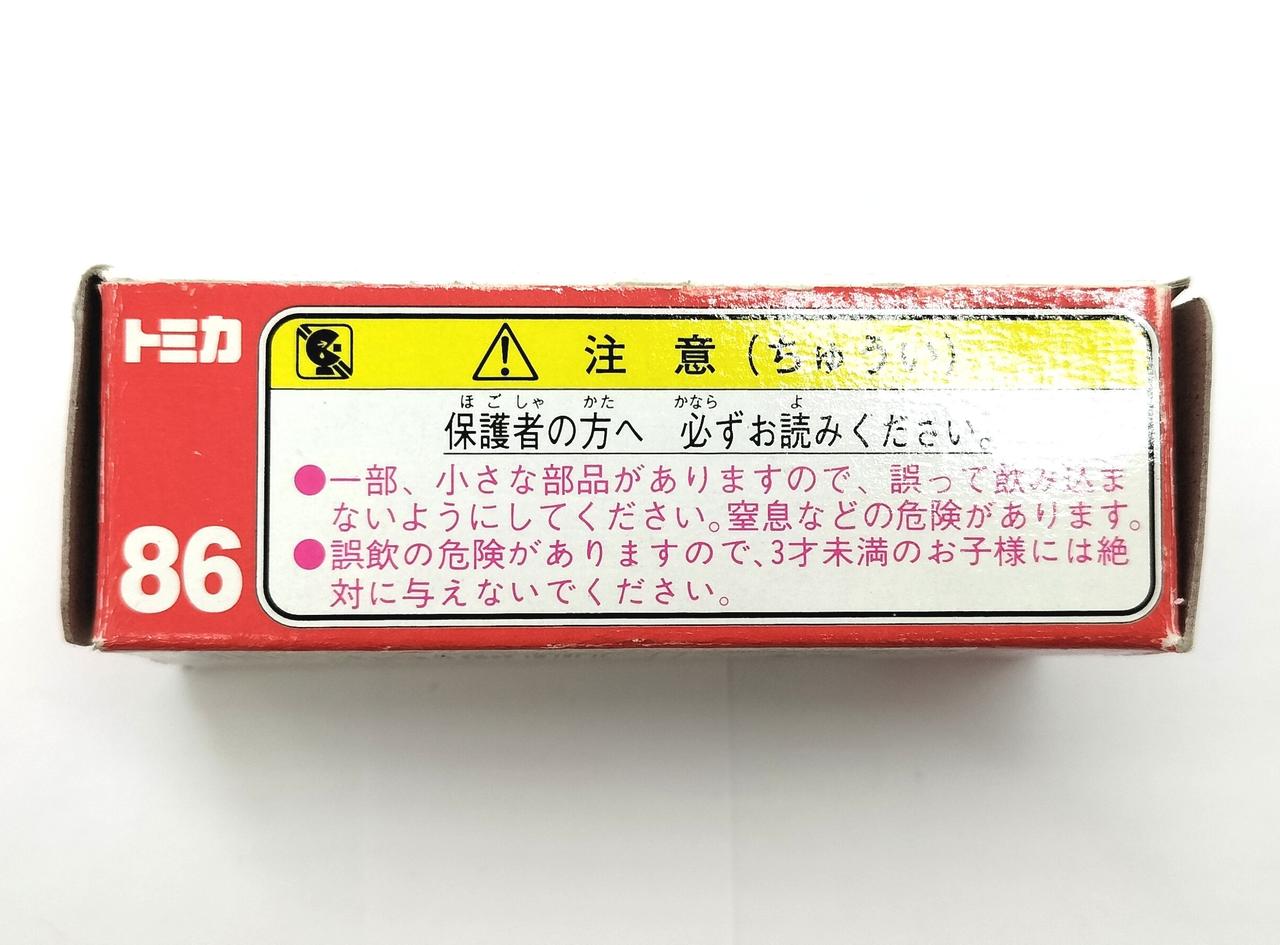 トミカ
86
注意(ちゅうい)
ほごしゃ かた かなら よ
保護者の方へ 必ずお読みください。
●一部、小さな部品がありますので、誤って飲み込ま
ないようにしてください。窒息などの危険があります。
●誤飲の危険がありますので、3才未満のお子様には絶
対に与えないでください。